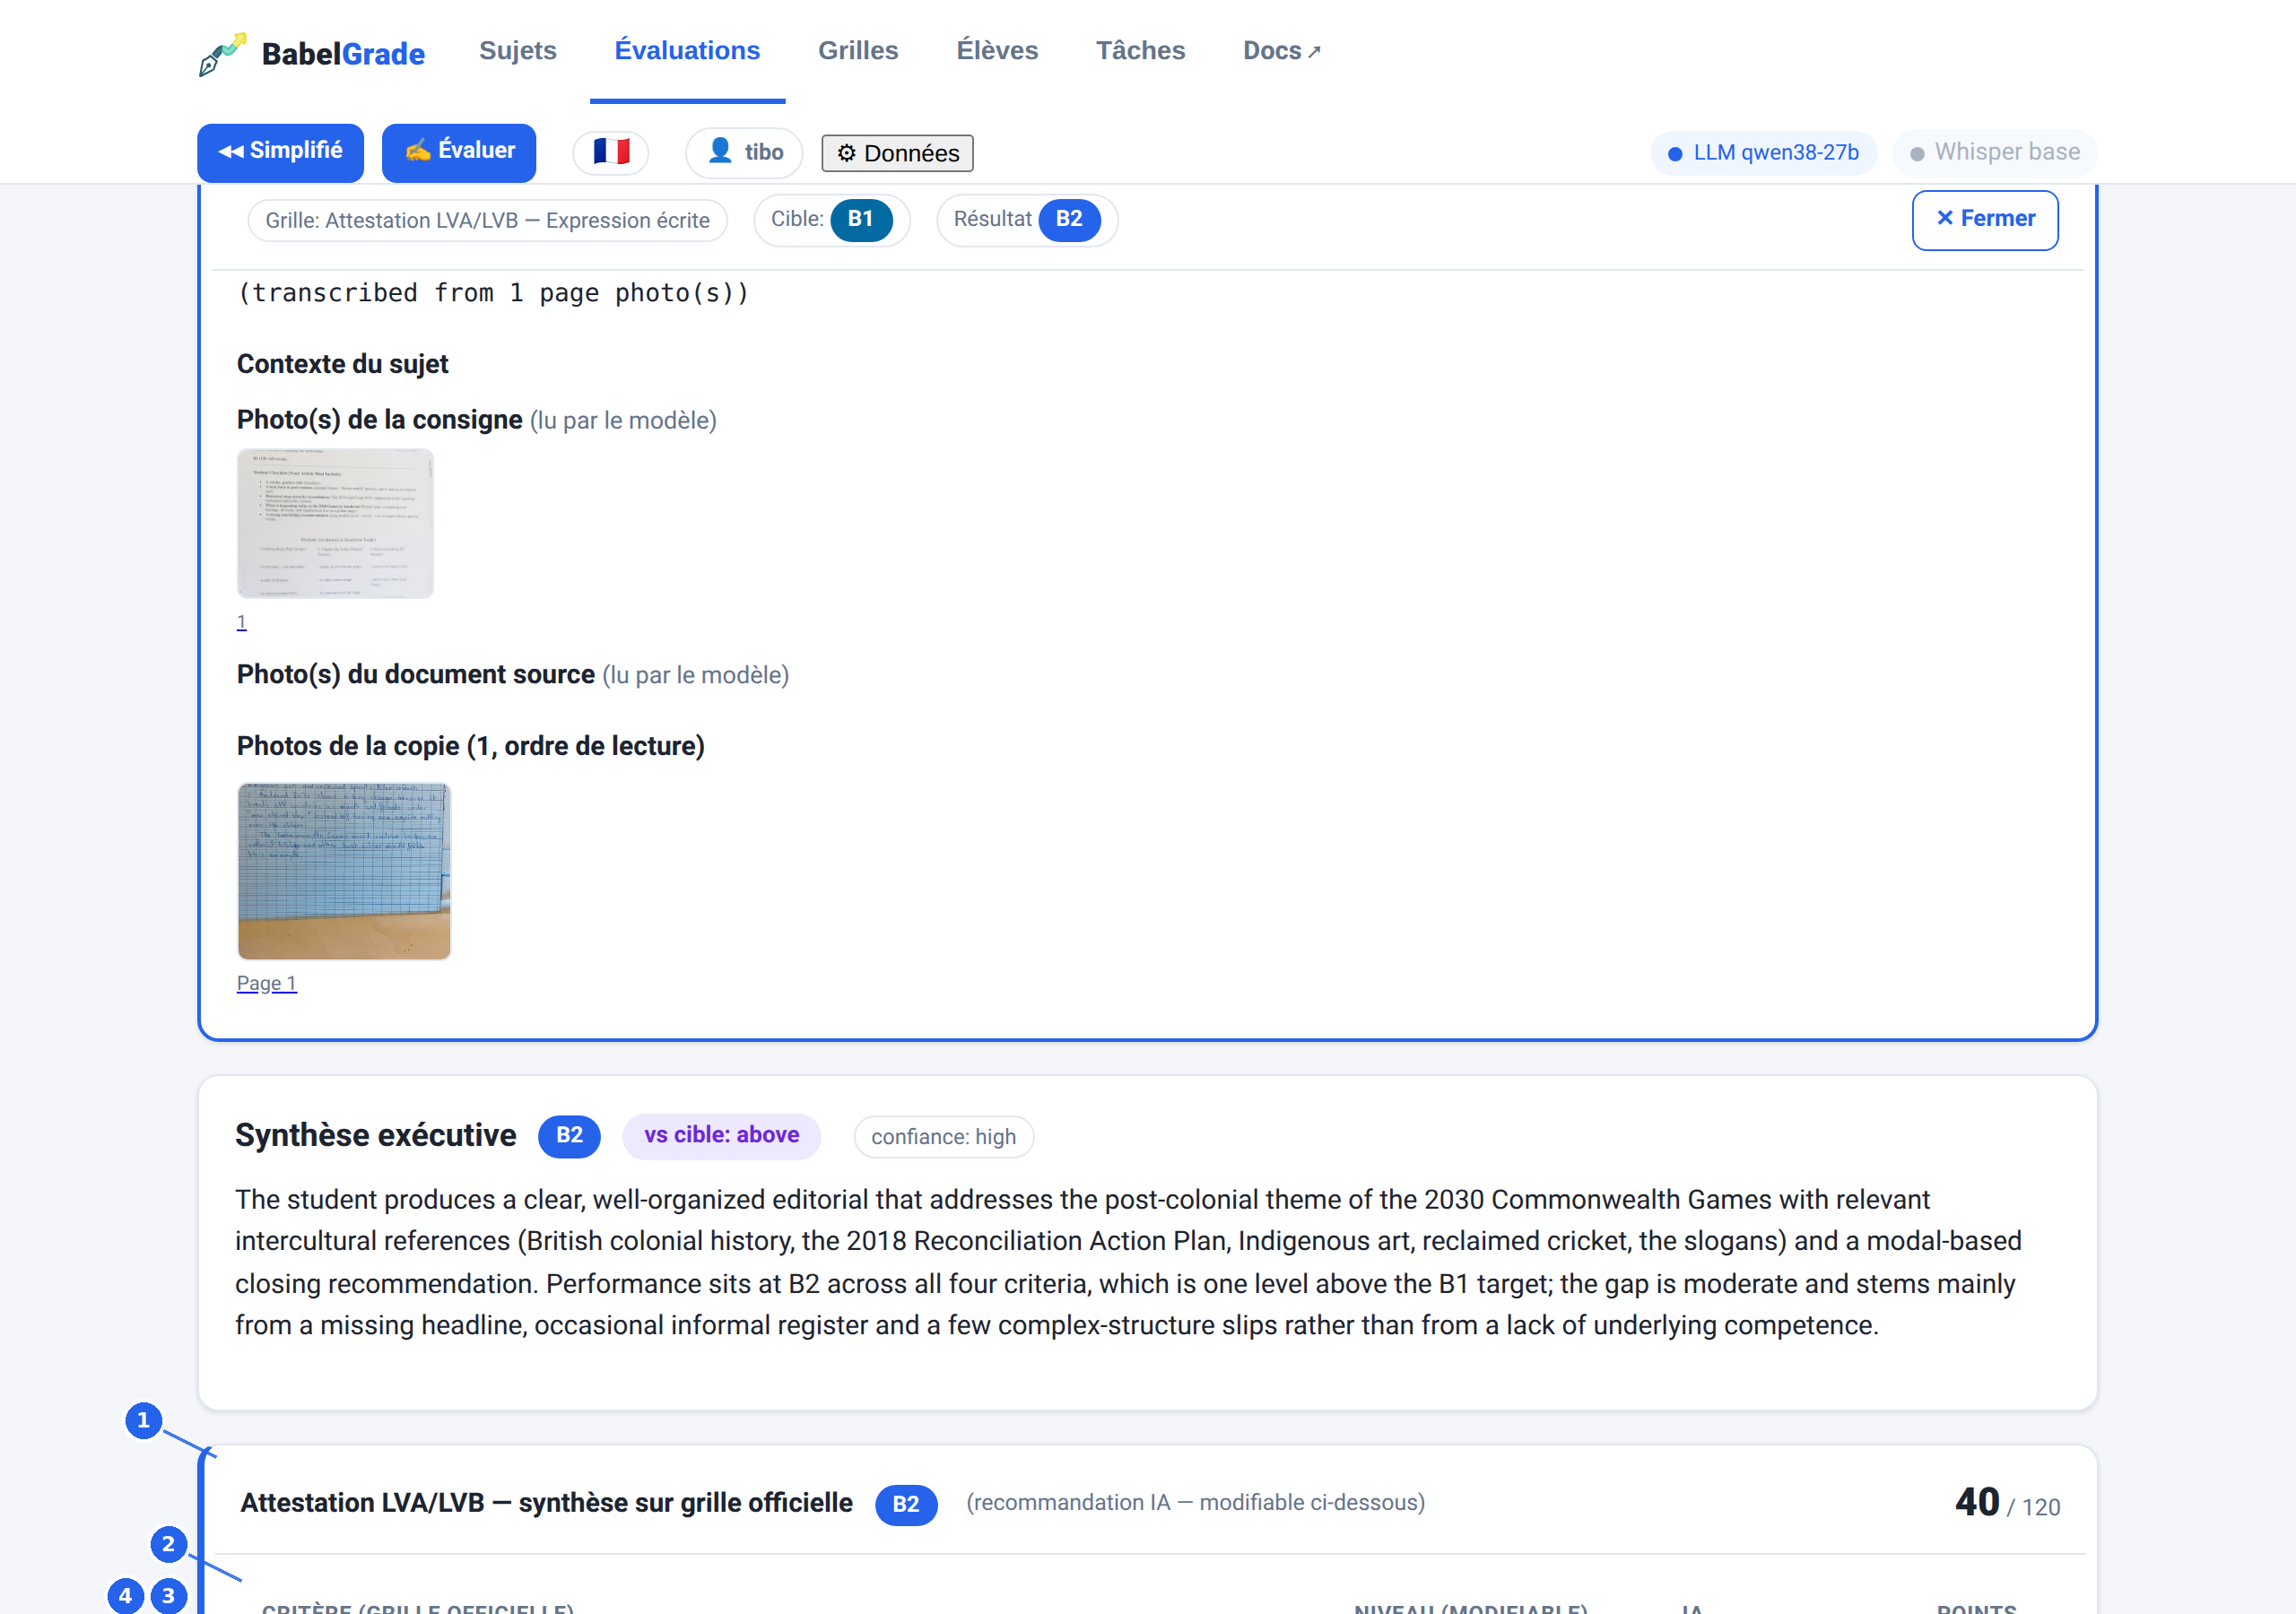 BabelGrade Sujets Évaluations Grilles Élèves Tâches Docs ↗
◀◀ Simplifié ✍ Évaluer tibo ⚙ Données LLM qwen38-27b Whisper base
Grille: Attestation LVA/LVB — Expression écrite Cible: B1 Résultat B2 ✕ Fermer
(transcribed from 1 page photo(s))
Contexte du sujet
Photo(s) de la consigne (lu par le modèle)
1
Photo(s) du document source (lu par le modèle)
Photos de la copie (1, ordre de lecture)
Page 1
Synthèse exécutive B2 vs cible: above confiance: high
The student produces a clear, well-organized editorial that addresses the post-colonial theme of the 2030 Commonwealth Games with relevant
intercultural references (British colonial history, the 2018 Reconciliation Action Plan, Indigenous art, reclaimed cricket, the slogans) and a modal-based
closing recommendation. Performance sits at B2 across all four criteria, which is one level above the B1 target; the gap is moderate and stems mainly
from a missing headline, occasional informal register and a few complex-structure slips rather than from a lack of underlying competence.
1
Attestation LVA/LVB — synthèse sur grille officielle B2 (recommandation IA — modifiable ci-dessous) 40 / 120
2
4 3
CRITÈRE (GRILLE OFFICIELLE) NIVEAU (MODIFIABLE) IA POINTS